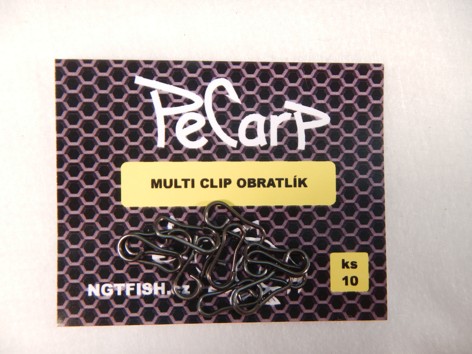 PeCarP
MULTI CLIP OBRATLÍK
ks
10
NGTFISH.cz